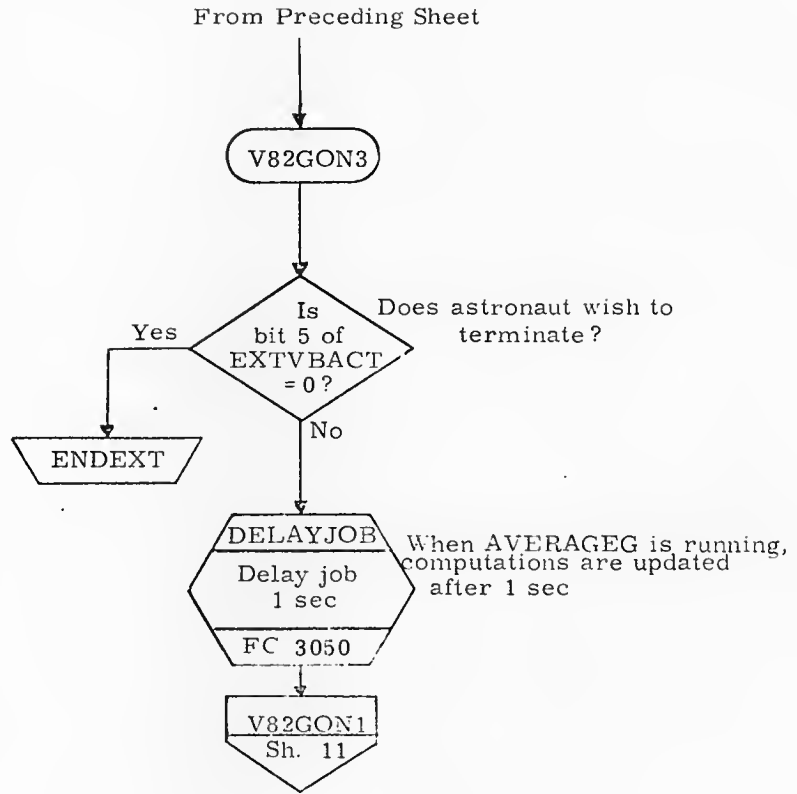 From Preceding Sheet
V82GON3
Is
bit 5 of
EXTVBACT
= 0?
Does astronaut wish to
terminate?
Yes
No
ENDEXT
DELAYJOB
Delay job
1 sec
FC 3050
When AVERAGEG is running,
computations are updated
after 1 sec
V82GON1
Sh. 11